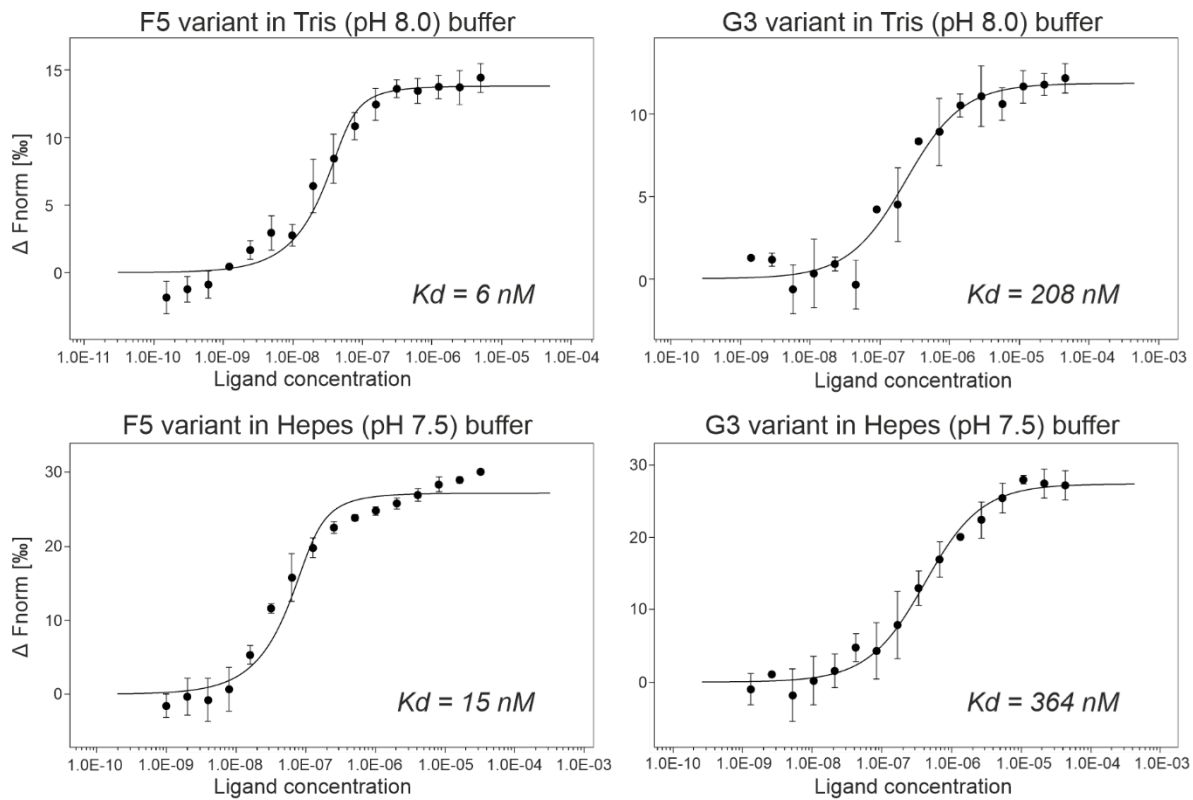 F5 variant in Tris (pH 8.0) buffer
15
10
5
0
Δ Fnorm [‰]
Kd = 6 nM
1.0E-11 1.0E-10 1.0E-09 1.0E-08 1.0E-07 1.0E-06 1.0E-05 1.0E-04
Ligand concentration
G3 variant in Tris (pH 8.0) buffer
10
5
0
Kd = 208 nM
1.0E-10 1.0E-09 1.0E-08 1.0E-07 1.0E-06 1.0E-05 1.0E-04 1.0E-03
Ligand concentration
F5 variant in Hepes (pH 7.5) buffer
30
20
10
0
Δ Fnorm [‰]
Kd = 15 nM
1.0E-10 1.0E-09 1.0E-08 1.0E-07 1.0E-06 1.0E-05 1.0E-04 1.0E-03
Ligand concentration
G3 variant in Hepes (pH 7.5) buffer
30
20
10
0
Kd = 364 nM
1.0E-10 1.0E-09 1.0E-08 1.0E-07 1.0E-06 1.0E-05 1.0E-04 1.0E-03
Ligand concentration